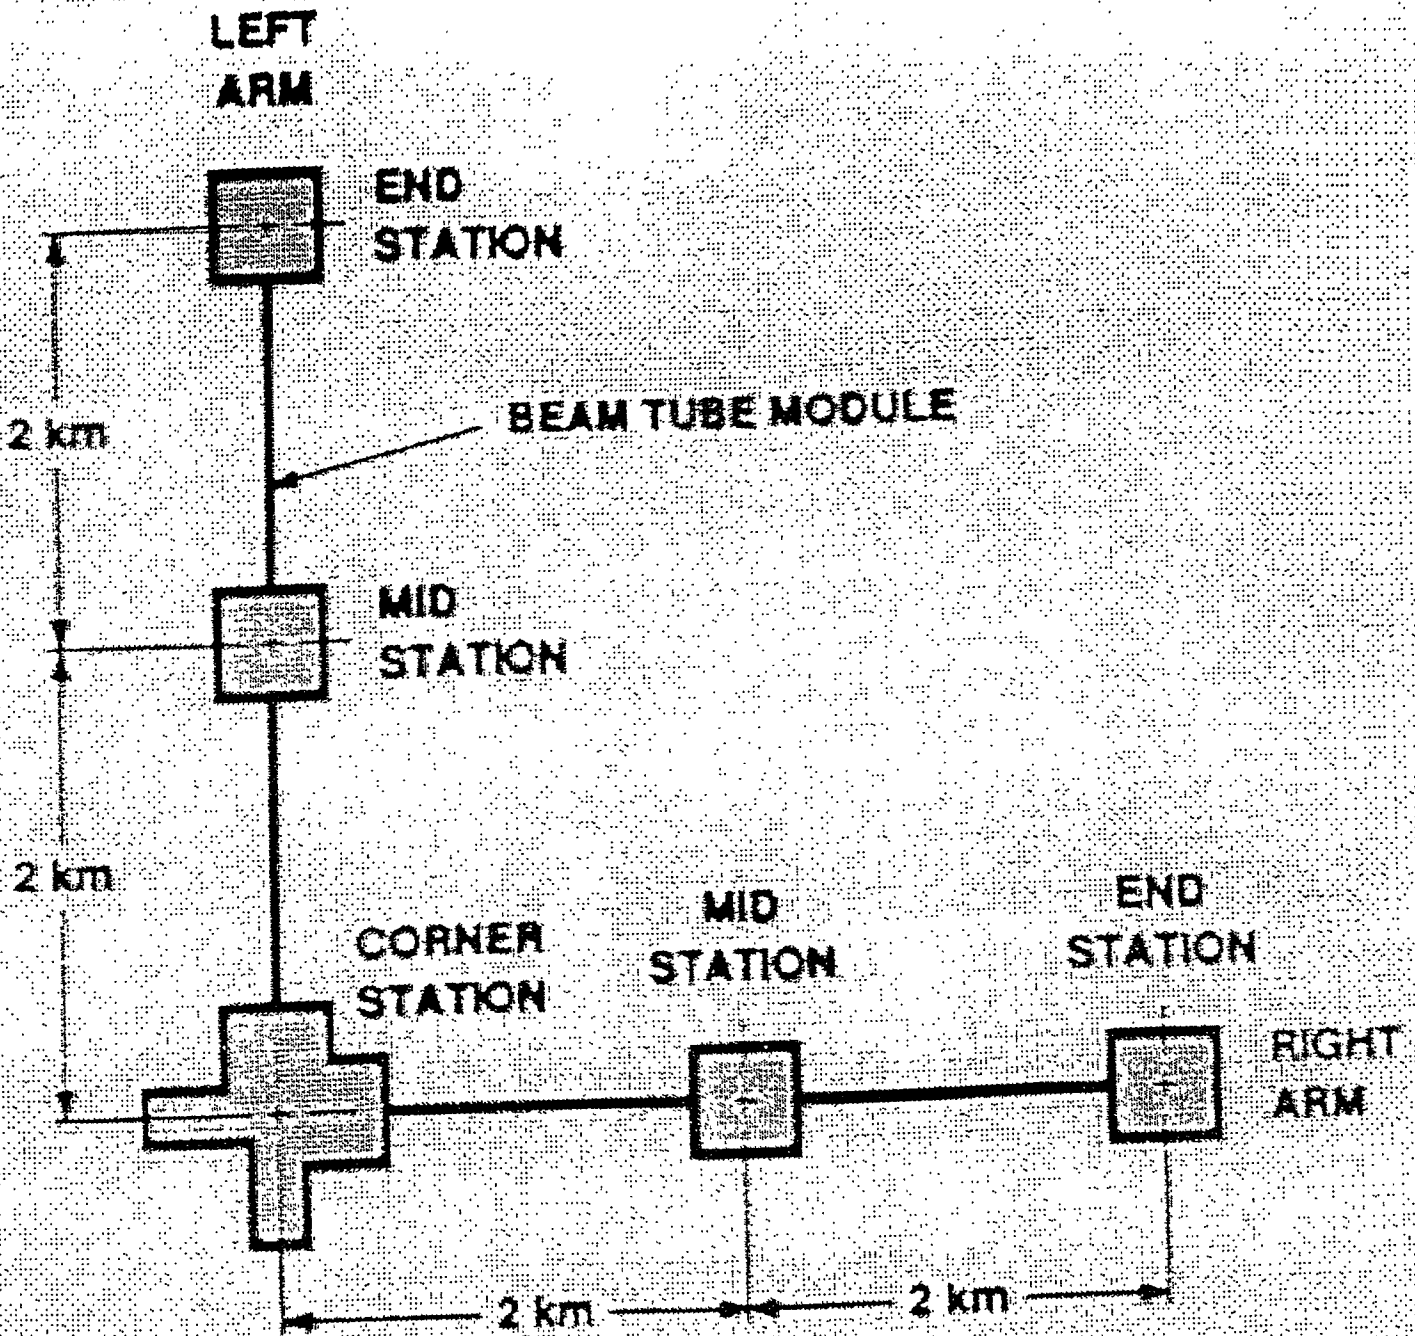 LEFT
ARM
END
STATION
2 km
BEAM TUBE MODULE
MID
STATION
2 km
CORNER
STATION
MID
STATION
END
STATION
RIGHT
ARM
2 km
2 km